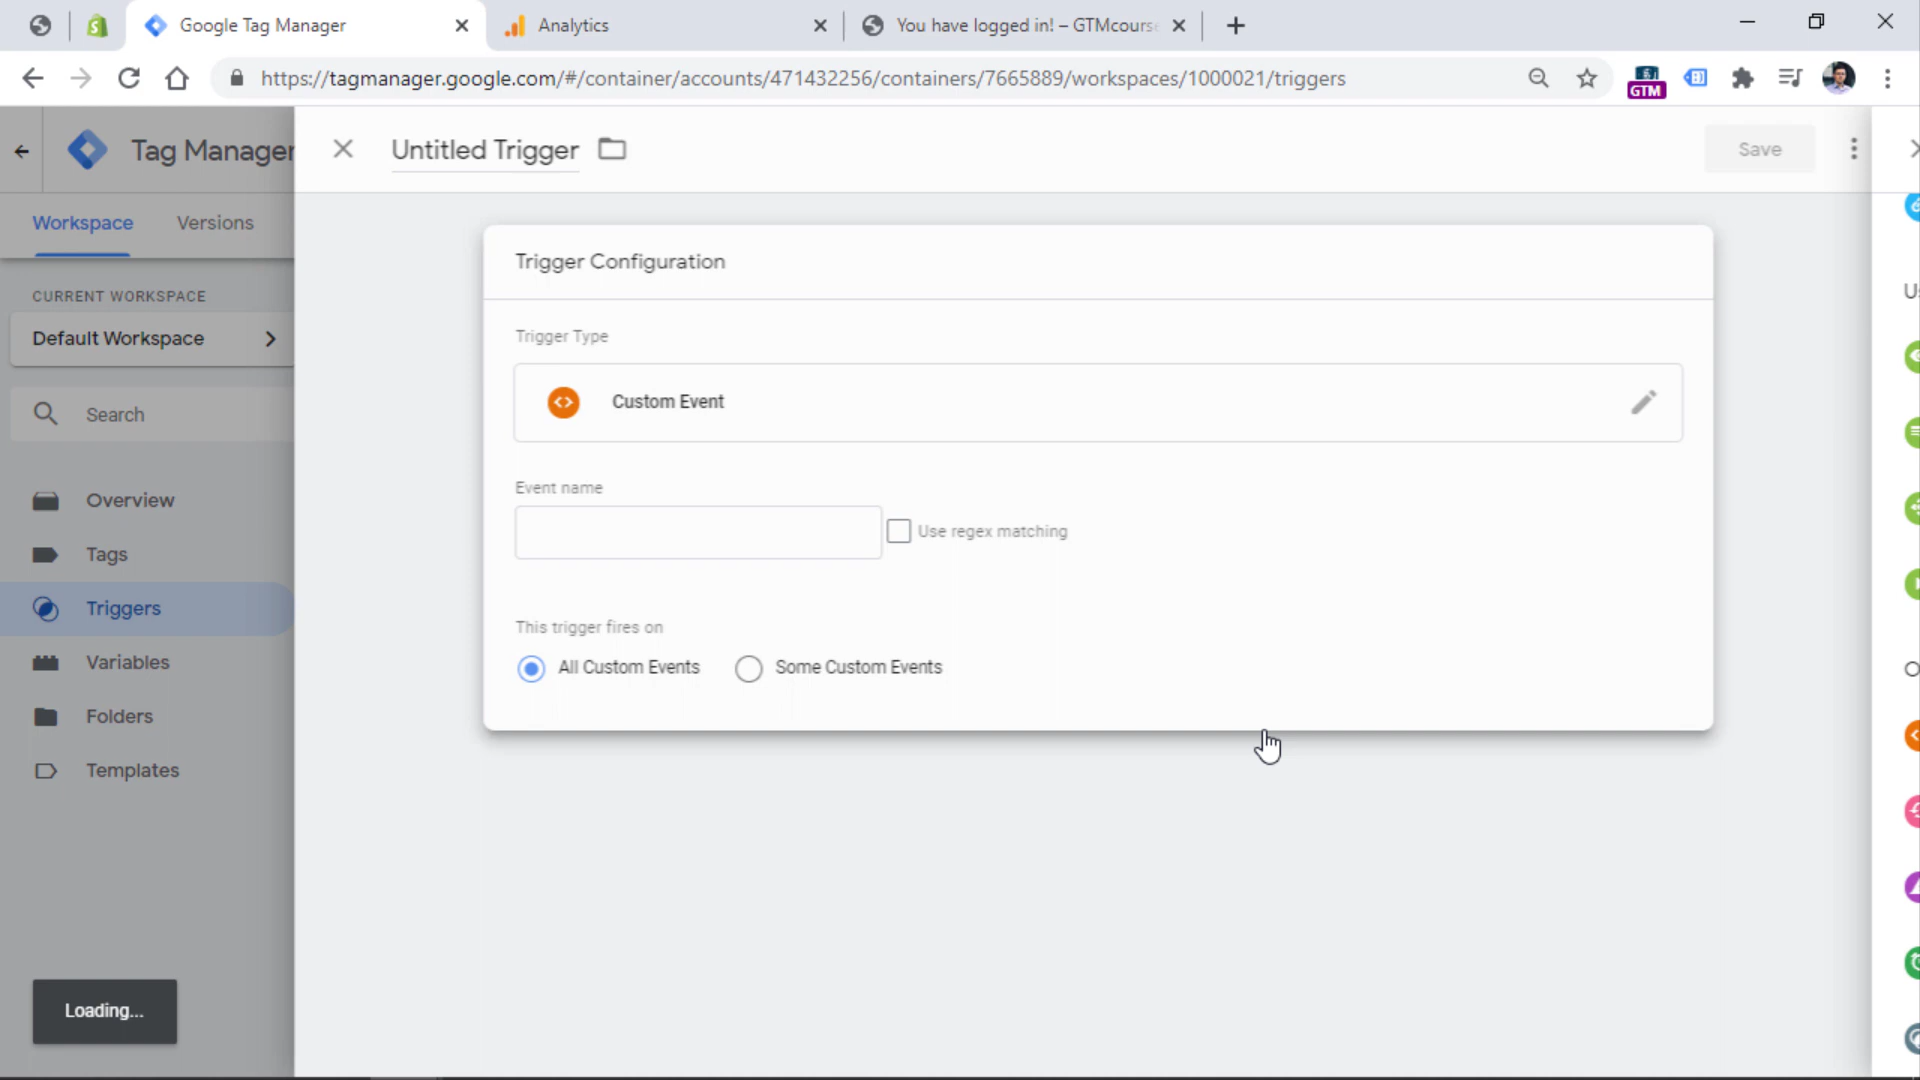 Google Tag Manager
Analytics
You have logged in! – GTMcourse
https://tagmanager.google.com/#/container/accounts/471432256/containers/7665889/workspaces/1000021/triggers
GTM
Tag Manager
Untitled Trigger
Save
Workspace
Versions
Trigger Configuration
CURRENT WORKSPACE
Default Workspace
Trigger Type
Custom Event
Search
Event name
Use regex matching
Overview
Tags
Triggers
This trigger fires on
All Custom Events
Some Custom Events
Variables
Folders
Templates
Loading...